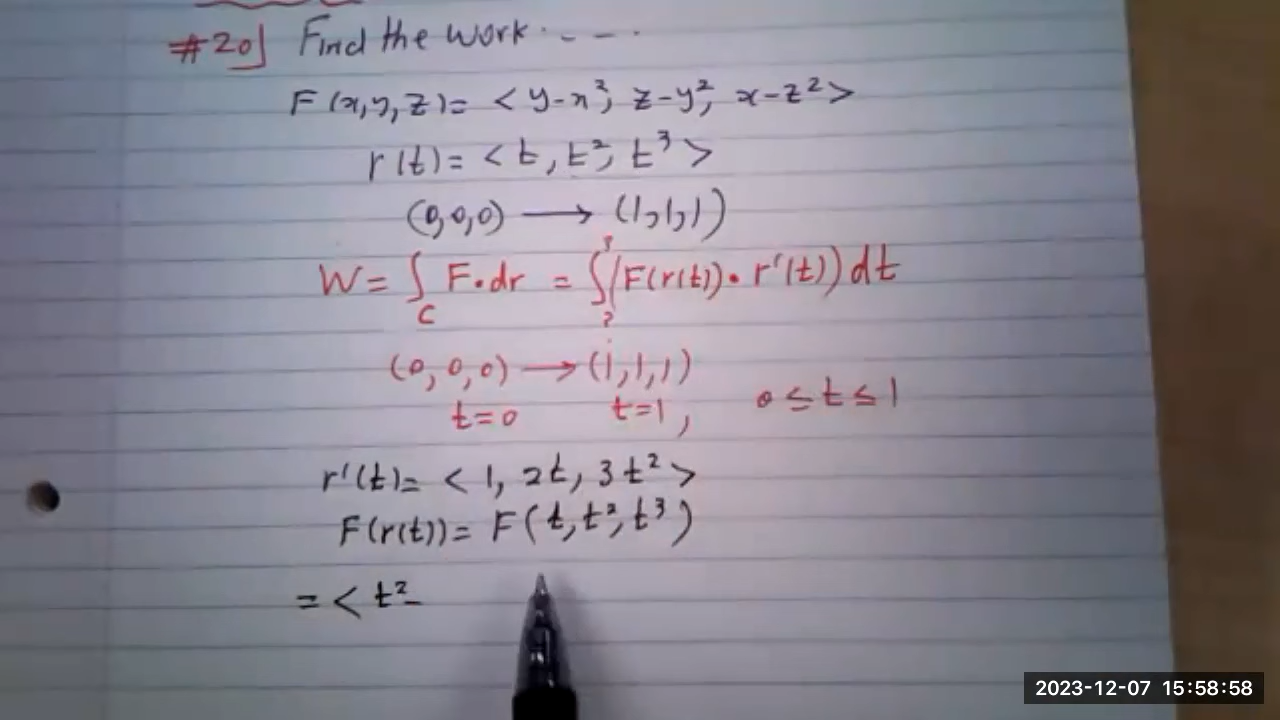 #20] Find the work - - - -
F(x,y,z)= <y-x², z-y², x-z²>
r(t)= <t, t², t³>
(0,0,0) → (1,1,1)
W= ∫_C F•dr = ∫_?^? (F(r(t))•r'(t))dt
(0,0,0) → (1,1,1)
t=0 t=1, 0≤t≤1
r'(t)= <1, 2t, 3t²>
F(r(t))= F(t,t²,t³)
= <t²-
2023-12-07 15:58:58